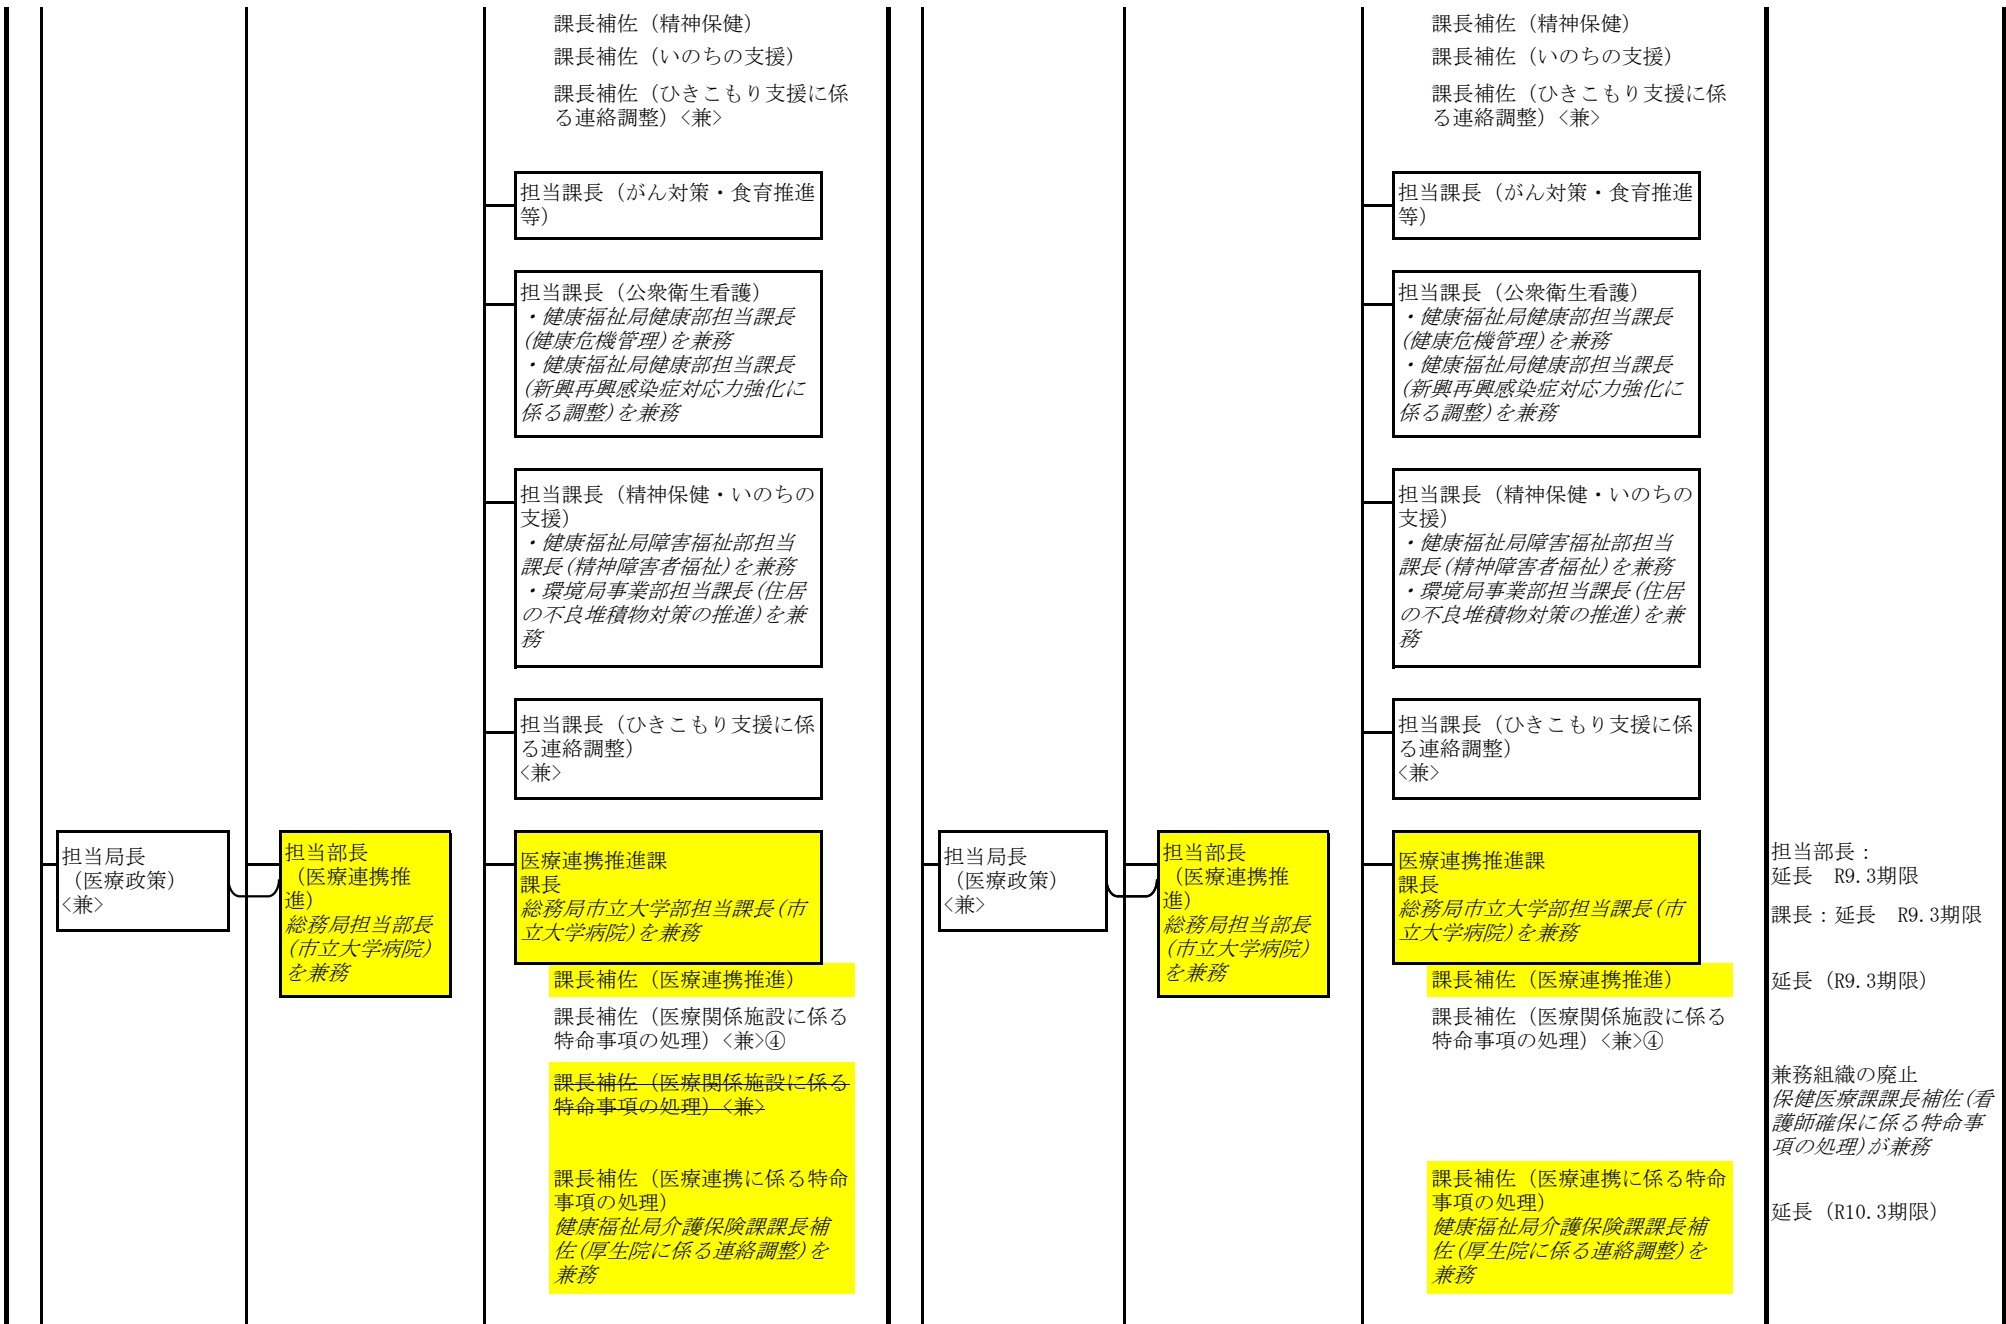 課長補佐（精神保健）
課長補佐（いのちの支援）
課長補佐（ひきこもり支援に係
る連絡調整）〈兼〉
担当課長（がん対策・食育推進
等）
担当課長（公衆衛生看護）
・健康福祉局健康部担当課長
(健康危機管理)を兼務
・健康福祉局健康部担当課長
(新興再興感染症対応力強化に
係る調整)を兼務
担当課長（精神保健・いのちの
支援）
・健康福祉局障害福祉部担当
課長(精神障害者福祉)を兼務
・環境局事業部担当課長(住居
の不良堆積物対策の推進)を兼
務
担当課長（ひきこもり支援に係
る連絡調整）
〈兼〉
担当局長
（医療政策）
〈兼〉
担当部長
（医療連携推
進）
総務局担当部長
(市立大学病院)
を兼務
医療連携推進課
課長
総務局市立大学部担当課長(市
立大学病院)を兼務
課長補佐（医療連携推進）
課長補佐（医療関係施設に係る
特命事項の処理）〈兼〉④
課長補佐（医療関係施設に係る
特命事項の処理）〈兼〉
課長補佐（医療連携に係る特命
事項の処理）
健康福祉局介護保険課課長補
佐(厚生院に係る連絡調整)を
兼務
課長補佐（精神保健）
課長補佐（いのちの支援）
課長補佐（ひきこもり支援に係
る連絡調整）〈兼〉
担当課長（がん対策・食育推進
等）
担当課長（公衆衛生看護）
・健康福祉局健康部担当課長
(健康危機管理)を兼務
・健康福祉局健康部担当課長
(新興再興感染症対応力強化に
係る調整)を兼務
担当課長（精神保健・いのちの
支援）
・健康福祉局障害福祉部担当
課長(精神障害者福祉)を兼務
・環境局事業部担当課長(住居
の不良堆積物対策の推進)を兼
務
担当課長（ひきこもり支援に係
る連絡調整）
〈兼〉
担当局長
（医療政策）
〈兼〉
担当部長
（医療連携推
進）
総務局担当部長
(市立大学病院)
を兼務
医療連携推進課
課長
総務局市立大学部担当課長(市
立大学病院)を兼務
課長補佐（医療連携推進）
課長補佐（医療関係施設に係る
特命事項の処理）〈兼〉④
課長補佐（医療連携に係る特命
事項の処理）
健康福祉局介護保険課課長補
佐(厚生院に係る連絡調整)を
兼務
担当部長：
延長　R9.3期限
課長：延長　R9.3期限
延長（R9.3期限）
兼務組織の廃止
保健医療課課長補佐(看
護師確保に係る特命事
項の処理)が兼務
延長（R10.3期限）